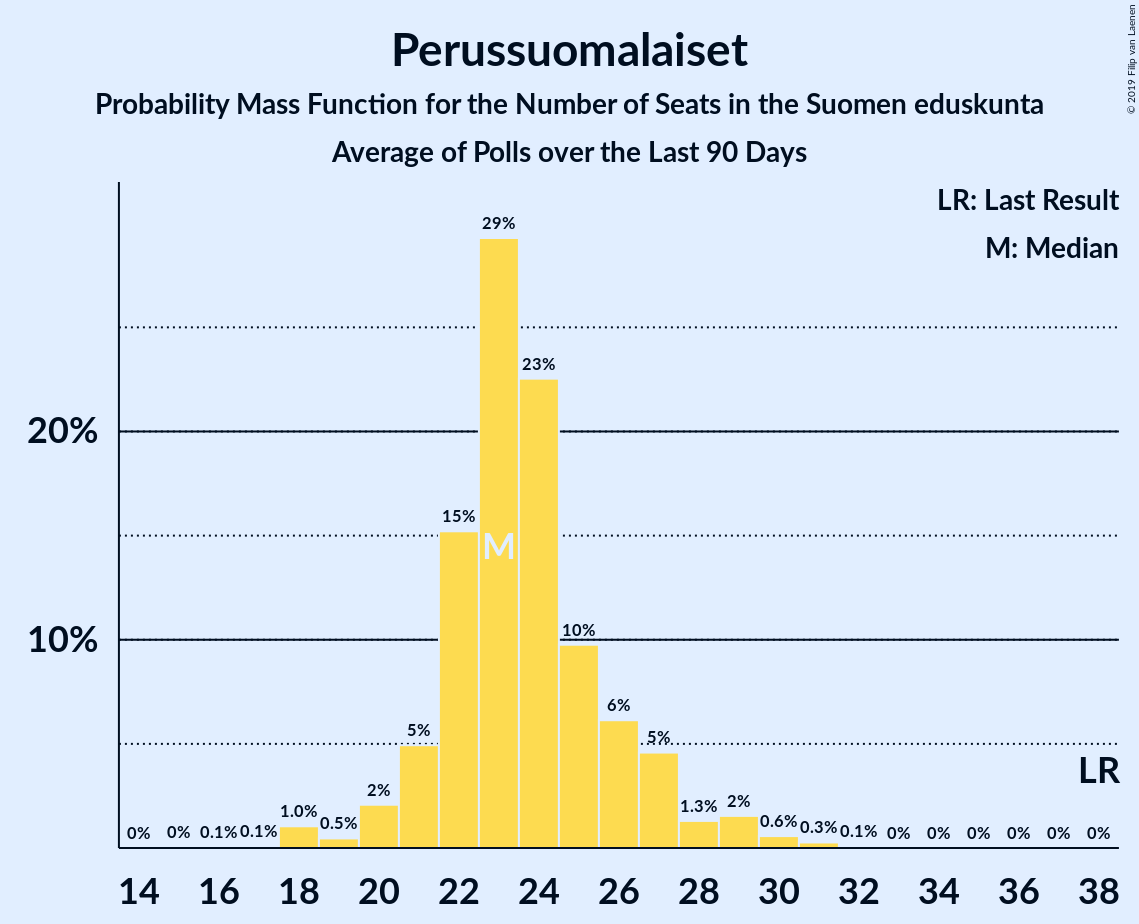 Perussuomalaiset
Probability Mass Function for the Number of Seats in the Suomen eduskunta
Average of Polls over the Last 90 Days
© 2019 Filip van Laenen
LR: Last Result
M: Median
29%
23%
20%
15%
M
10%
10%
6%
5%
5%
LR
2%
2%
1.3%
1.0%
0.5%
0.6%
0.3%
0% 0% 0.1% 0.1% 0.1% 0% 0% 0% 0% 0% 0%
14 16 18 20 22 24 26 28 30 32 34 36 38